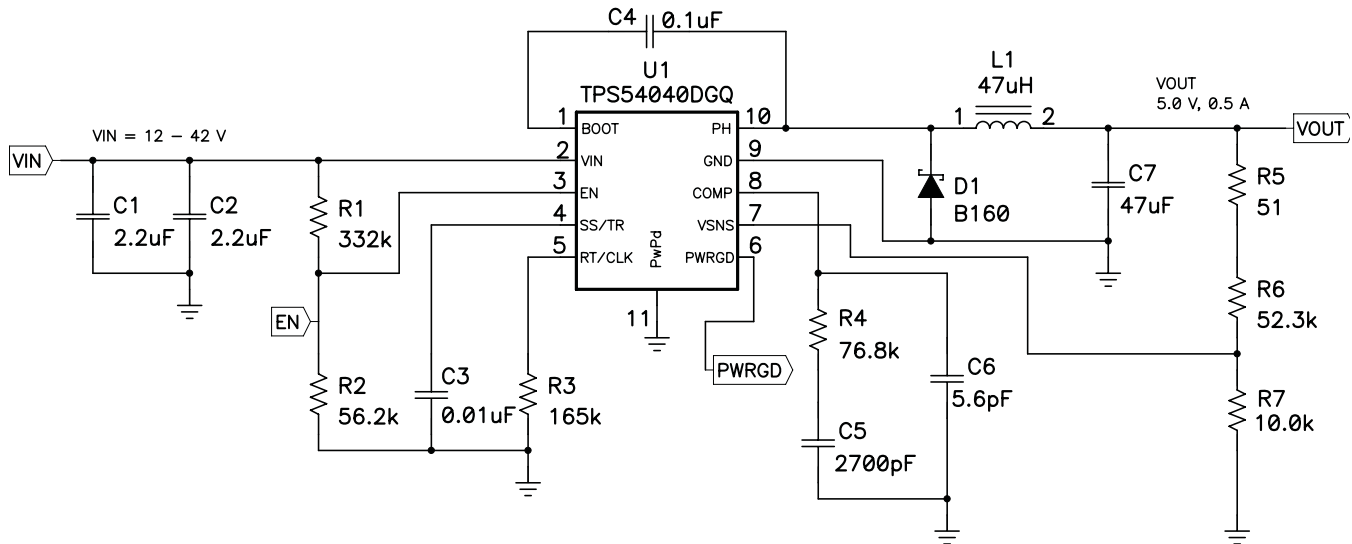 C4
0.1uF
U1
TPS54040DGQ
L1
47uH
VOUT
5.0 V, 0.5 A
VIN = 12 – 42 V
VIN
VOUT
1
BOOT
PH
10
1
2
2
VIN
GND
9
3
EN
COMP
8
4
SS/TR
VSNS
7
5
RT/CLK
PWRGD
6
PwPd
11
C1
2.2uF
C2
2.2uF
R1
332k
D1
B160
C7
47uF
R5
51
EN
R2
56.2k
C3
0.01uF
R3
165k
PWRGD
R4
76.8k
C6
5.6pF
C5
2700pF
R6
52.3k
R7
10.0k